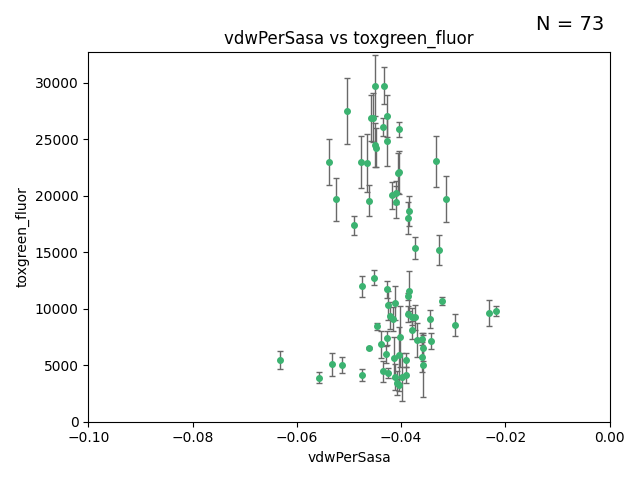 N = 73
vdwPerSasa vs toxgreen_fluor
30000
25000
20000
15000
10000
5000
0
toxgreen_fluor
−0.10 −0.08 −0.06 −0.04 −0.02 0.00
vdwPerSasa